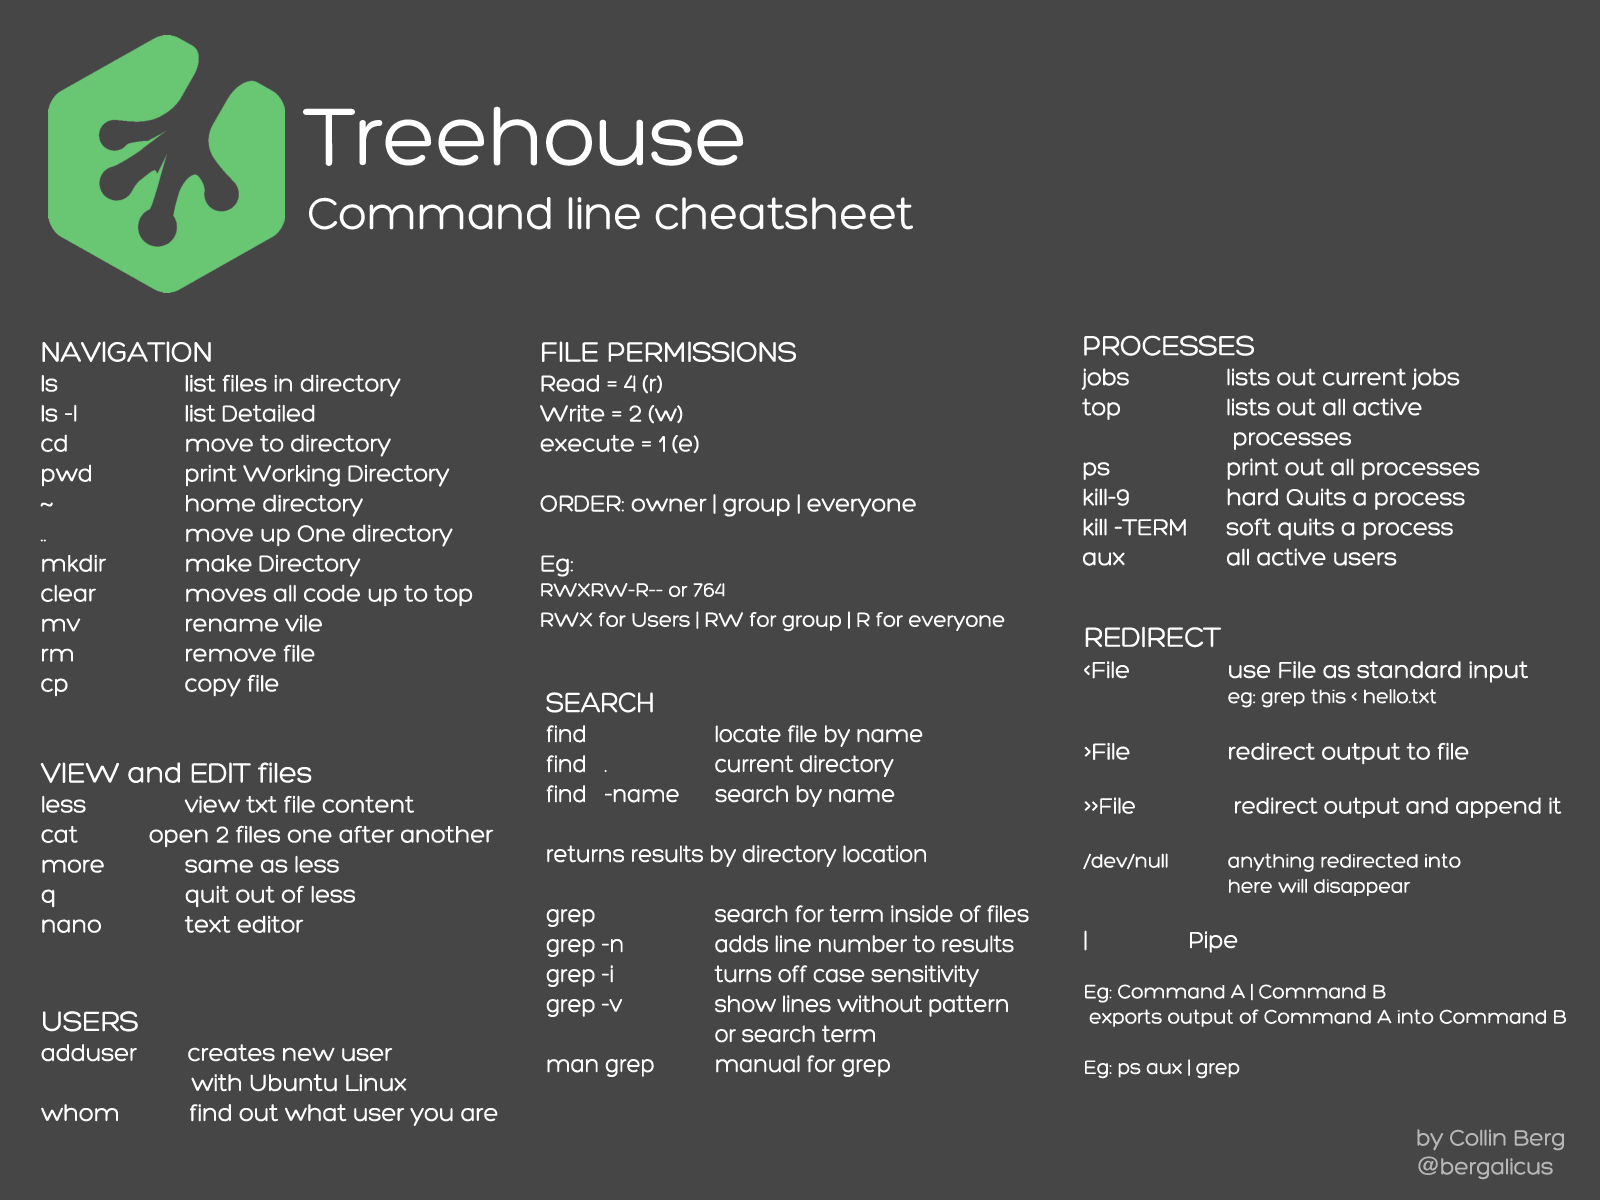 Treehouse
Command line cheatsheet
NAVIGATION
ls list files in directory
ls -l list Detailed
cd move to directory
pwd print Working Directory
~ home directory
.. move up One directory
mkdir make Directory
clear moves all code up to top
mv rename vile
rm remove file
cp copy file
VIEW and EDIT files
less view txt file content
cat open 2 files one after another
more same as less
q quit out of less
nano text editor
USERS
adduser creates new user
with Ubuntu Linux
whom find out what user you are
FILE PERMISSIONS
Read = 4 (r)
Write = 2 (w)
execute = 1 (e)
ORDER: owner | group | everyone
Eg:
RWXRW-R-- or 764
RWX for Users | RW for group | R for everyone
SEARCH
find locate file by name
find . current directory
find -name search by name
returns results by directory location
grep search for term inside of files
grep -n adds line number to results
grep -i turns off case sensitivity
grep -v show lines without pattern
or search term
man grep manual for grep
PROCESSES
jobs lists out current jobs
top lists out all active
processes
ps print out all processes
kill-9 hard Quits a process
kill -TERM soft quits a process
aux all active users
REDIRECT
<File use File as standard input
eg: grep this < hello.txt
>File redirect output to file
>>File redirect output and append it
/dev/null anything redirected into
here will disappear
| Pipe
Eg: Command A | Command B
exports output of Command A into Command B
Eg: ps aux | grep
by Collin Berg
@bergalicus